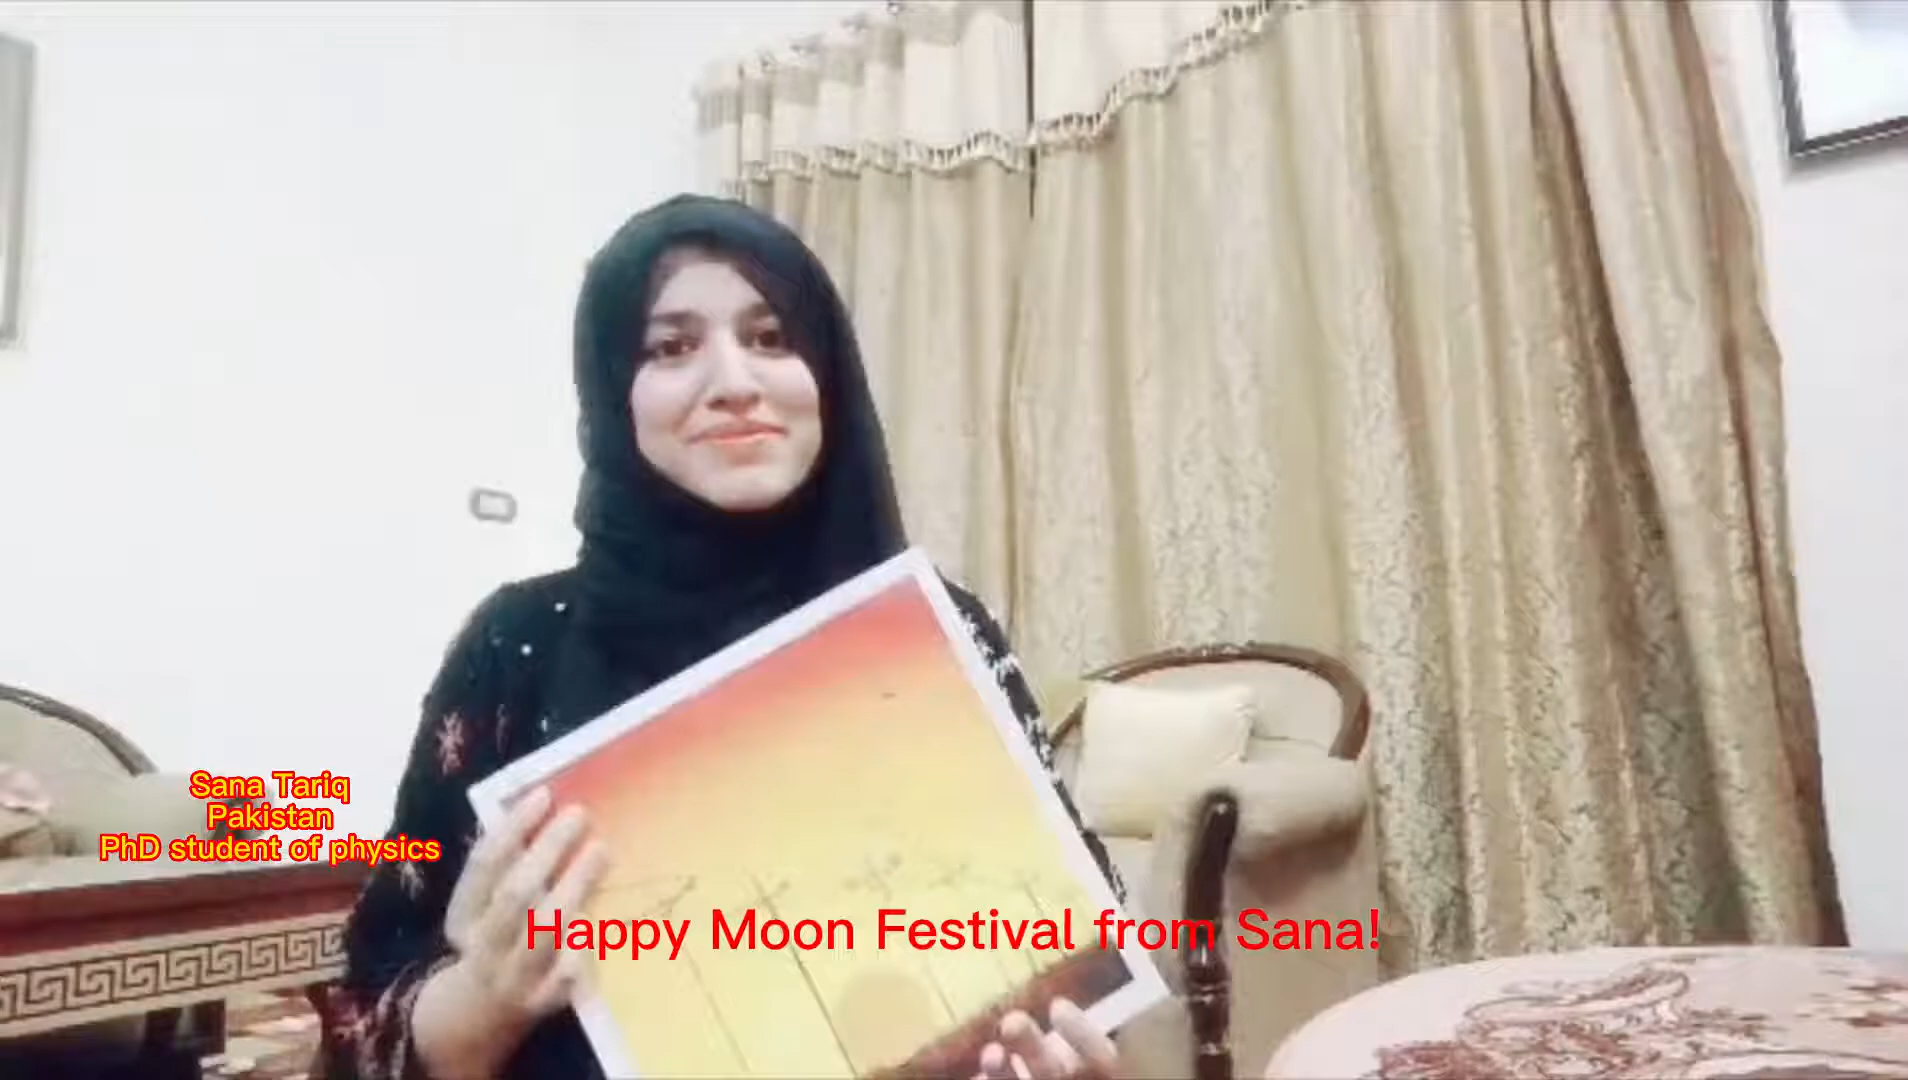 Sana Tariq
Pakistan
PhD student of physics
Happy Moon Festival from Sana!